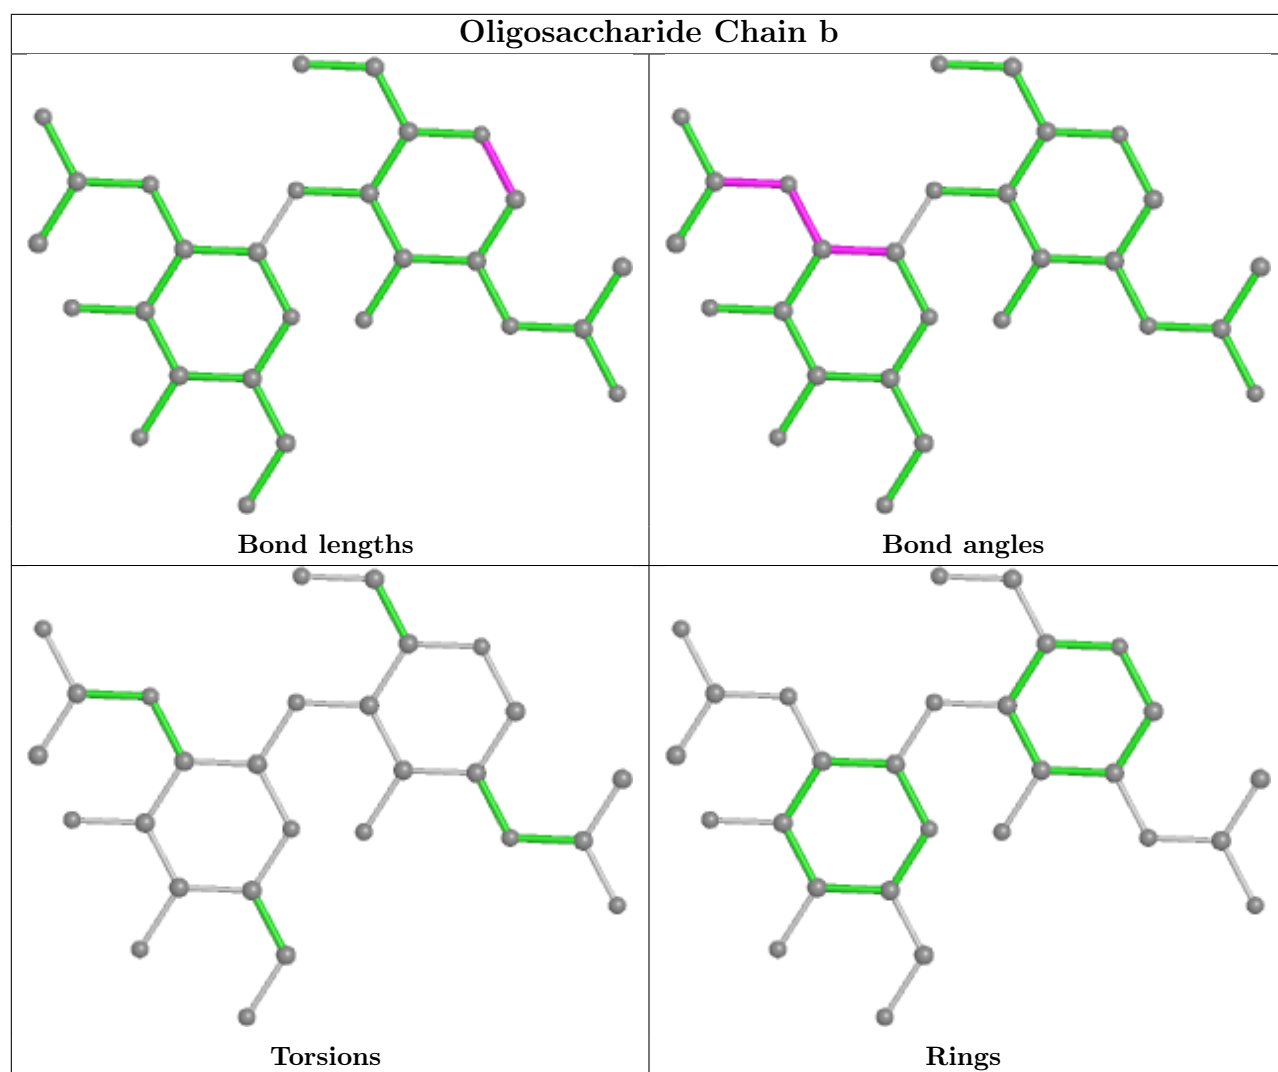 Oligosaccharide Chain b
Bond lengths
Bond angles
Torsions
Rings